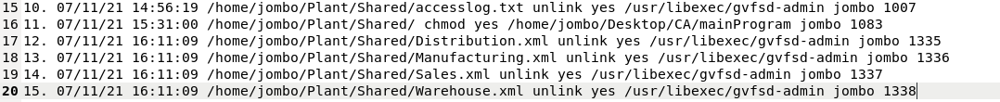 15 10. 07/11/21 14:56:19 /home/jombo/Plant/Shared/accesslog.txt unlink yes /usr/libexec/gvfsd-admin jombo 1007
16 11. 07/11/21 15:31:00 /home/jombo/Plant/Shared/ chmod yes /home/jombo/Desktop/CA/mainProgram jombo 1083
17 12. 07/11/21 16:11:09 /home/jombo/Plant/Shared/Distribution.xml unlink yes /usr/libexec/gvfsd-admin jombo 1335
18 13. 07/11/21 16:11:09 /home/jombo/Plant/Shared/Manufacturing.xml unlink yes /usr/libexec/gvfsd-admin jombo 1336
19 14. 07/11/21 16:11:09 /home/jombo/Plant/Shared/Sales.xml unlink yes /usr/libexec/gvfsd-admin jombo 1337
20 15. 07/11/21 16:11:09 /home/jombo/Plant/Shared/Warehouse.xml unlink yes /usr/libexec/gvfsd-admin jombo 1338